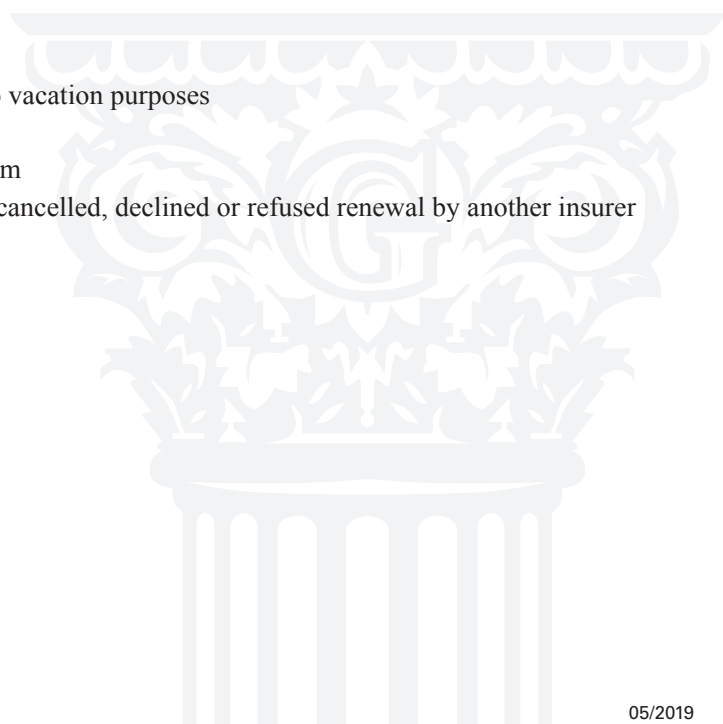 vacation purposes
m
cancelled, declined or refused renewal by another insurer
G
05/2019